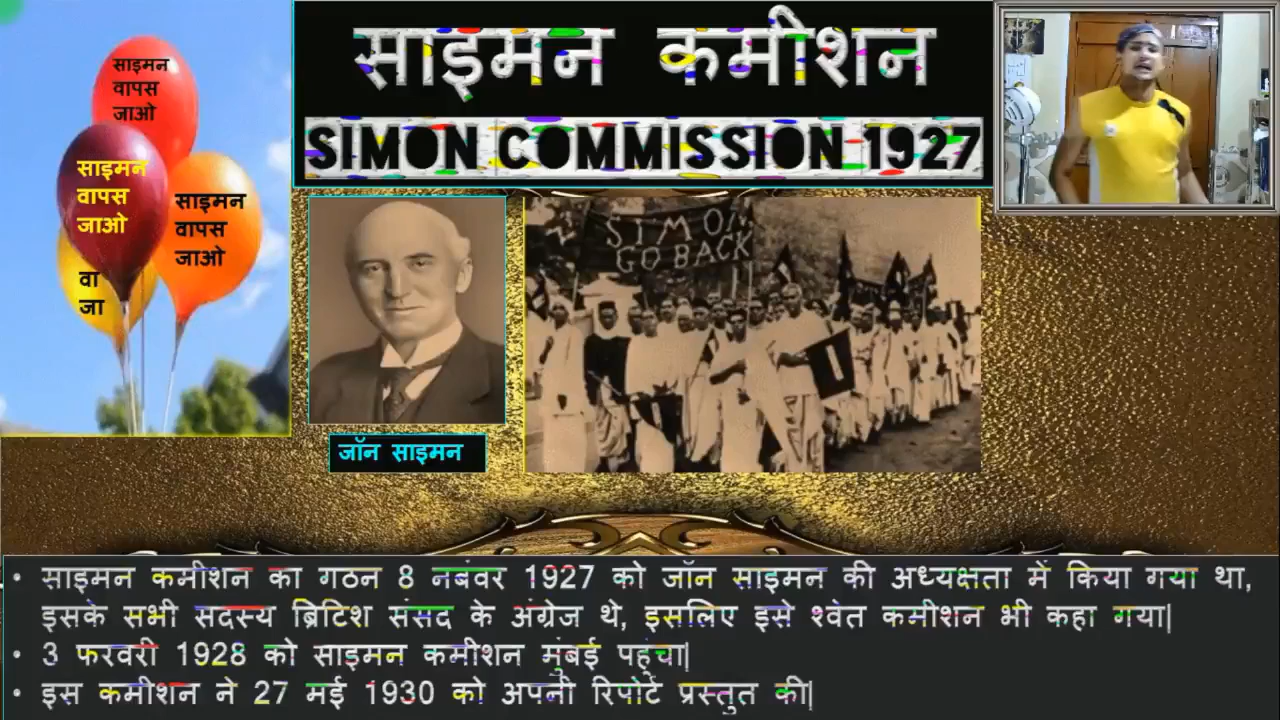 साइमन कमीशन
SIMON COMMISSION 1927
साइमन
वापस
जाओ
साइमन
वापस
जाओ
साइमन
वापस
जाओ
वा
जा
SIMON
GO BACK
जॉन साइमन
• साइमन कमीशन का गठन 8 नबंवर 1927 को जॉन साइमन की अध्यक्षता में किया गया था,
इसके सभी सदस्य ब्रिटिश संसद के अंग्रेज थे, इसलिए इसे श्वेत कमीशन भी कहा गया|
• 3 फरवरी 1928 को साइमन कमीशन मुंबई पहुंचा|
• इस कमीशन ने 27 मई 1930 को अपनी रिपोर्ट प्रस्तुत की|